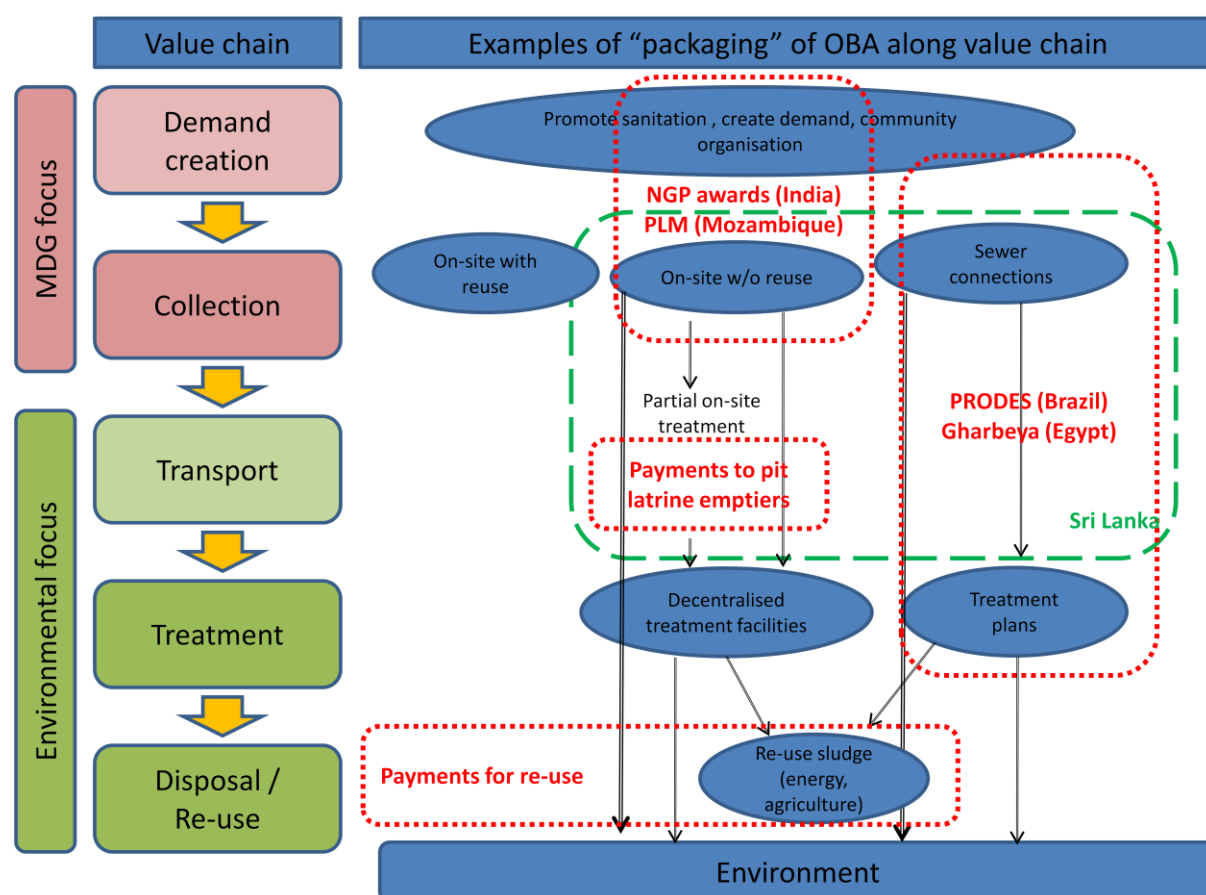 Value chain
Examples of “packaging” of OBA along value chain
MDG focus
Demand
creation
Collection
Environmental focus
Transport
Treatment
Disposal /
Re-use
Promote sanitation , create demand, community
organisation
NGP awards (India)
PLM (Mozambique)
On-site with
reuse
On-site w/o reuse
Sewer
connections
Partial on-site
treatment
PRODES (Brazil)
Gharbeya (Egypt)
Payments to pit
latrine emptiers
Sri Lanka
Decentralised
treatment facilities
Treatment
plans
Payments for re-use
Re-use sludge
(energy,
agriculture)
Environment